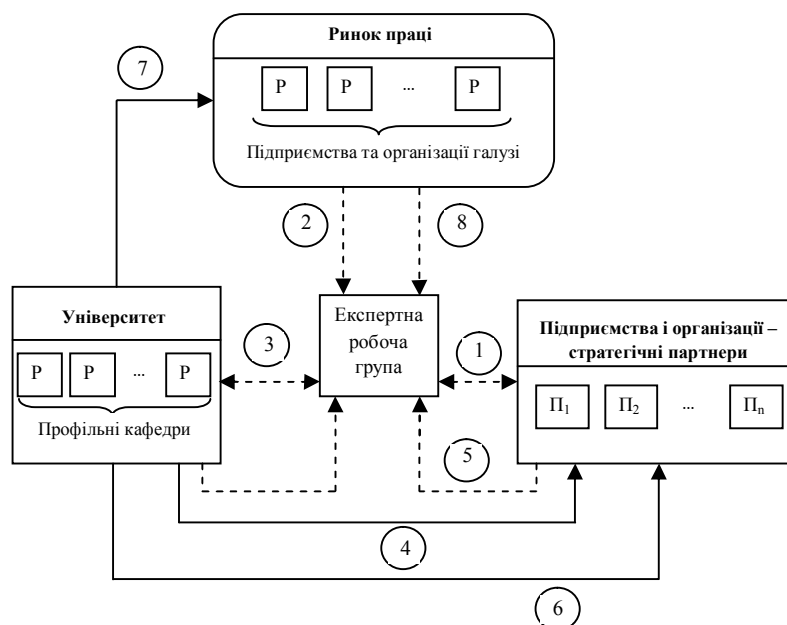 Ринок праці
7
Р Р ... Р
Підприємства та організації галузі
2 8
Університет
Р Р ... Р
Профільні кафедри
3
Експертна
робоча
група
1
Підприємства і організації –
стратегічні партнери
П₁ П₂ ... Пₙ
5
4
6